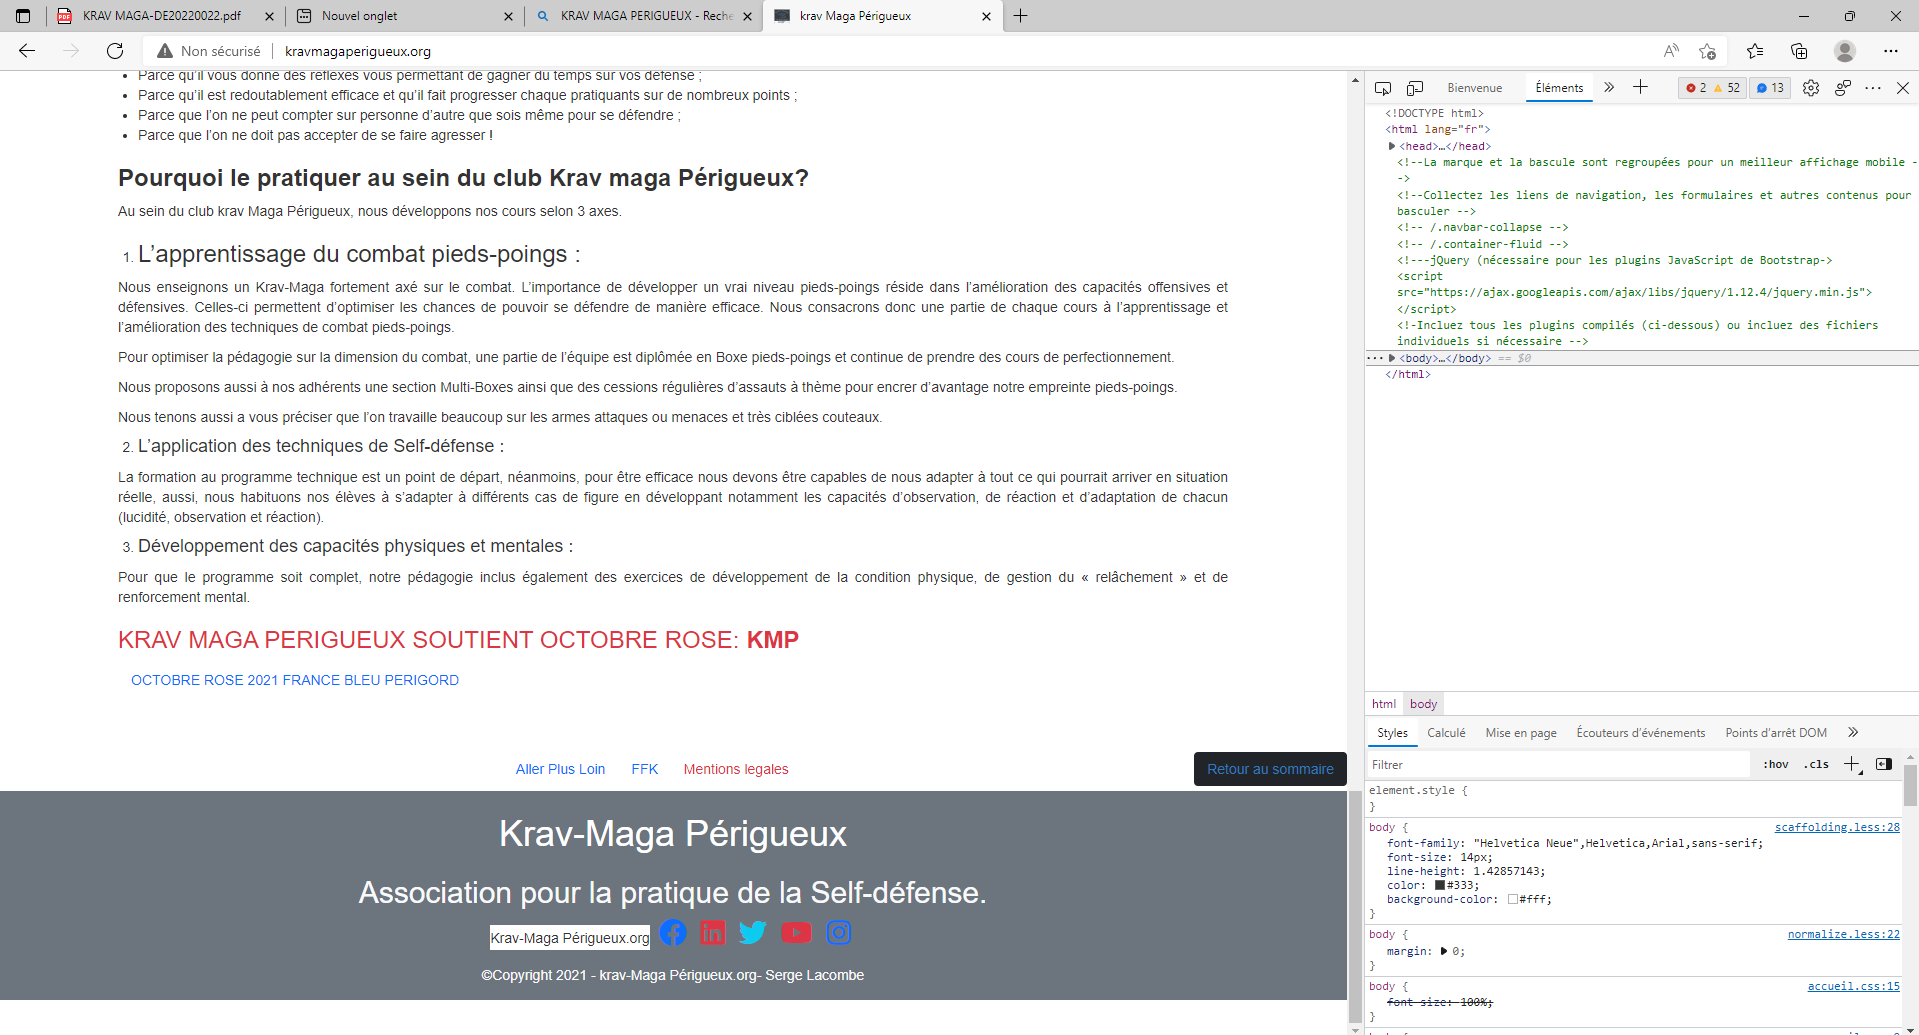 KRAV MAGA-DE20220022.pdf
Nouvel onglet
KRAV MAGA PERIGUEUX - Reche
krav Maga Périgueux
Non sécurisé
kravmagaperigueux.org
Parce qu'il vous donne des réflexes vous permettant de gagner du temps sur vos défense ;
Parce qu'il est redoutablement efficace et qu'il fait progresser chaque pratiquants sur de nombreux points ;
Parce que l'on ne peut compter sur personne d'autre que sois même pour se défendre ;
Parce que l'on ne doit pas accepter de se faire agresser !
Pourquoi le pratiquer au sein du club Krav maga Périgueux?
Au sein du club krav Maga Périgueux, nous développons nos cours selon 3 axes.
1. L'apprentissage du combat pieds-poings :
Nous enseignons un Krav-Maga fortement axé sur le combat. L'importance de développer un vrai niveau pieds-poings réside dans l'amélioration des capacités offensives et
défensives. Celles-ci permettent d'optimiser les chances de pouvoir se défendre de manière efficace. Nous consacrons donc une partie de chaque cours à l'apprentissage et
l'amélioration des techniques de combat pieds-poings.
Pour optimiser la pédagogie sur la dimension du combat, une partie de l'équipe est diplômée en Boxe pieds-poings et continue de prendre des cours de perfectionnement.
Nous proposons aussi à nos adhérents une section Multi-Boxes ainsi que des cessions régulières d'assauts à thème pour encrer d'avantage notre empreinte pieds-poings.
Nous tenons aussi a vous préciser que l'on travaille beaucoup sur les armes attaques ou menaces et très ciblées couteaux.
2. L'application des techniques de Self-défense :
La formation au programme technique est un point de départ, néanmoins, pour être efficace nous devons être capables de nous adapter à tout ce qui pourrait arriver en situation
réelle, aussi, nous habituons nos élèves à s'adapter à différents cas de figure en développant notamment les capacités d'observation, de réaction et d'adaptation de chacun
(lucidité, observation et réaction).
3. Développement des capacités physiques et mentales :
Pour que le programme soit complet, notre pédagogie inclus également des exercices de développement de la condition physique, de gestion du « relâchement » et de
renforcement mental.
KRAV MAGA PERIGUEUX SOUTIENT OCTOBRE ROSE: KMP
OCTOBRE ROSE 2021 FRANCE BLEU PERIGORD
Aller Plus Loin FFK Mentions legales
Retour au sommaire
Krav-Maga Périgueux
Association pour la pratique de la Self-défense.
Krav-Maga Périgueux.org
©Copyright 2021 - krav-Maga Périgueux.org- Serge Lacombe
Bienvenue Éléments 2 52 13
<!DOCTYPE html>
<html lang="fr">
<head>…</head>
<!--La marque et la bascule sont regroupées pour un meilleur affichage mobile -
->
<!--Collectez les liens de navigation, les formulaires et autres contenus pour
basculer -->
<!-- /.navbar-collapse -->
<!-- /.container-fluid -->
<!---jQuery (nécessaire pour les plugins JavaScript de Bootstrap->
<script
src="https://ajax.googleapis.com/ajax/libs/jquery/1.12.4/jquery.min.js">
</script>
<!-Incluez tous les plugins compilés (ci-dessous) ou incluez des fichiers
individuels si nécessaire -->
<body>…</body> == $0
</html>
html body
Styles Calculé Mise en page Écouteurs d'événements Points d'arrêt DOM
Filtrer :hov .cls
element.style {
}
body { scaffolding.less:28
font-family: "Helvetica Neue",Helvetica,Arial,sans-serif;
font-size: 14px;
line-height: 1.42857143;
color: #333;
background-color: #fff;
}
body { normalize.less:22
margin: 0;
}
body { accueil.css:15
font-size: 100%;
}